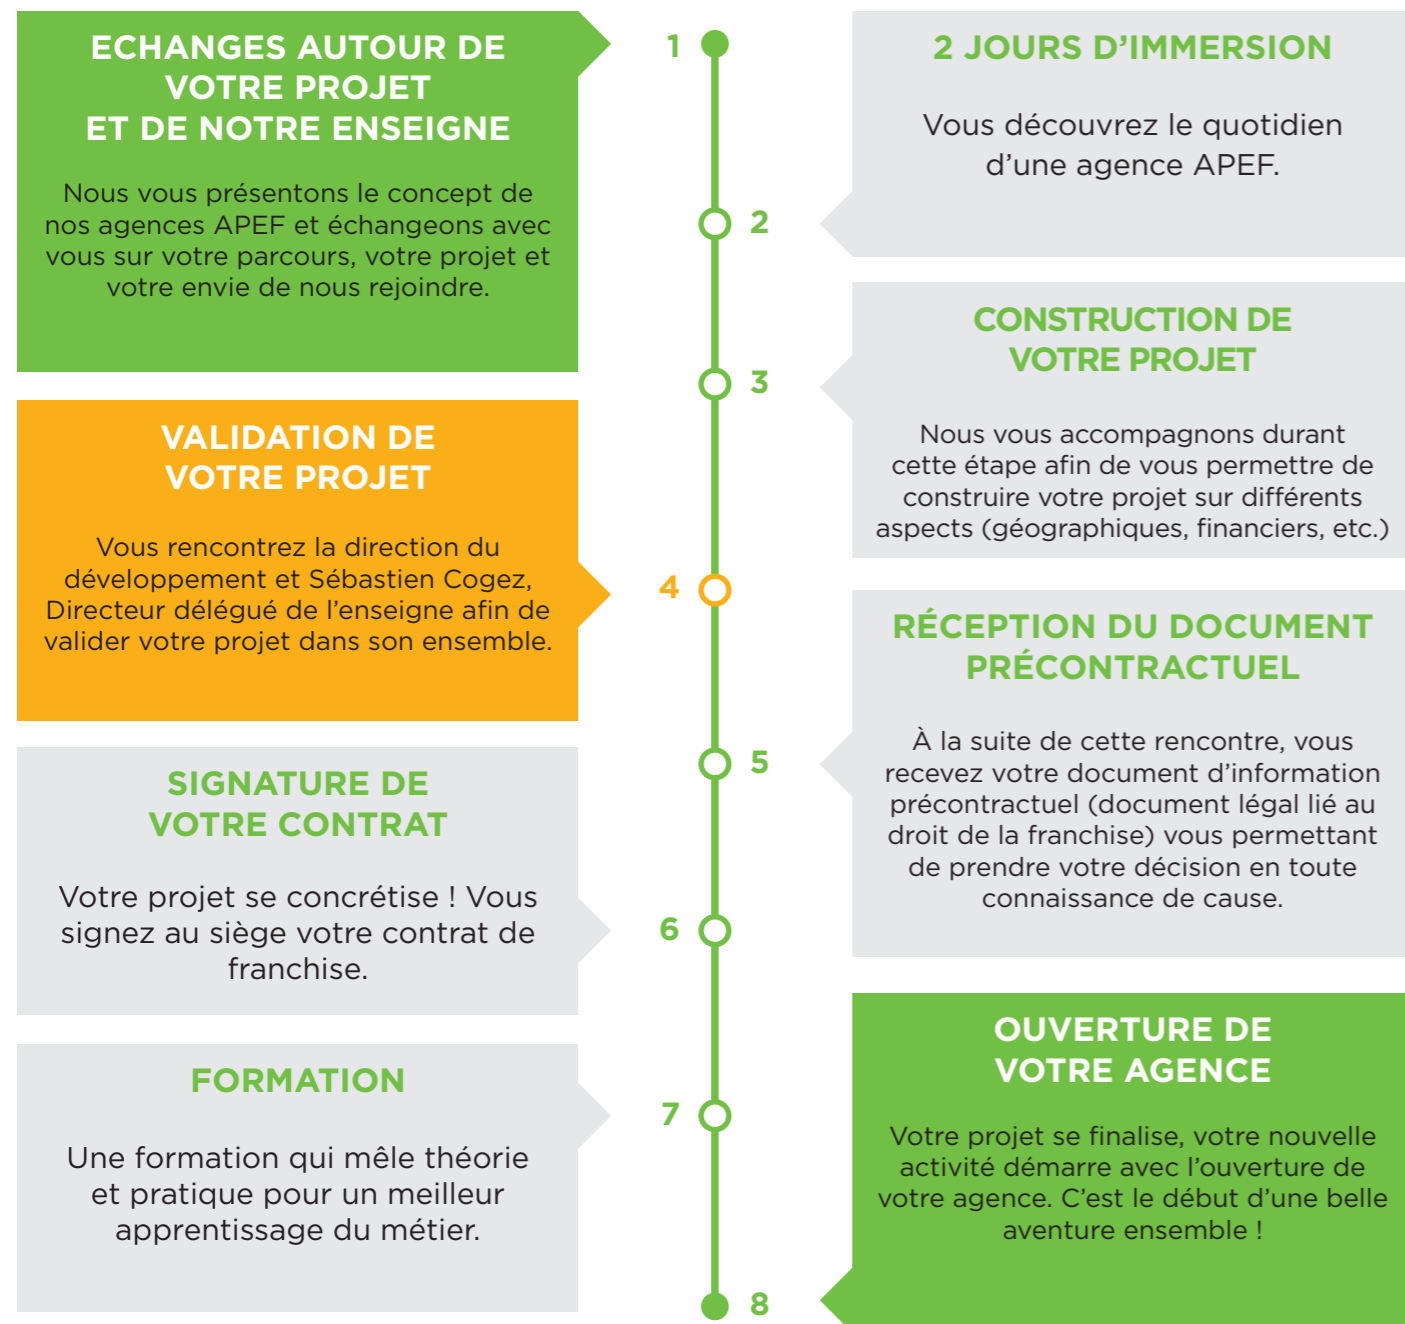 1
ECHANGES AUTOUR DE
VOTRE PROJET
ET DE NOTRE ENSEIGNE
Nous vous présentons le concept de
nos agences APEF et échangeons avec
vous sur votre parcours, votre projet et
votre envie de nous rejoindre.
2
2 JOURS D’IMMERSION
Vous découvrez le quotidien
d’une agence APEF.
3
CONSTRUCTION DE
VOTRE PROJET
Nous vous accompagnons durant
cette étape afin de vous permettre de
construire votre projet sur différents
aspects (géographiques, financiers, etc.)
4
VALIDATION DE
VOTRE PROJET
Vous rencontrez la direction du
développement et Sébastien Cogez,
Directeur délégué de l’enseigne afin de
valider votre projet dans son ensemble.
5
RÉCEPTION DU DOCUMENT
PRÉCONTRACTUEL
À la suite de cette rencontre, vous
recevez votre document d’information
précontractuel (document légal lié au
droit de la franchise) vous permettant
de prendre votre décision en toute
connaissance de cause.
6
SIGNATURE DE
VOTRE CONTRAT
Votre projet se concrétise ! Vous
signez au siège votre contrat de
franchise.
7
FORMATION
Une formation qui mêle théorie
et pratique pour un meilleur
apprentissage du métier.
8
OUVERTURE DE
VOTRE AGENCE
Votre projet se finalise, votre nouvelle
activité démarre avec l’ouverture de
votre agence. C’est le début d’une belle
aventure ensemble !